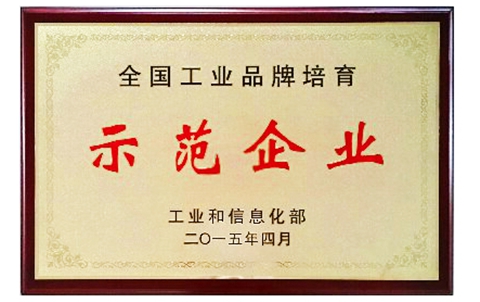 全国工业品牌培育
示范企业
工业和信息化部
二〇一五年四月